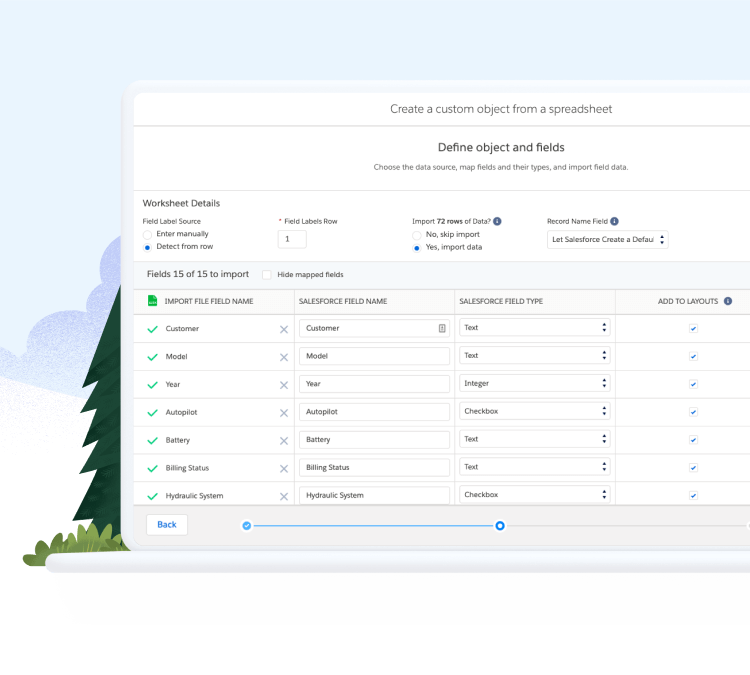 Create a custom object from a spreadsheet
Define object and fields
Choose the data source, map fields and their types, and import field data.
Worksheet Details
Field Label Source
* Field Labels Row
Import 72 rows of Data?
Record Name Field
Enter manually
Detect from row
1
No, skip import
Yes, import data
Let Salesforce Create a Defau
Fields 15 of 15 to import
Hide mapped fields
IMPORT FILE FIELD NAME SALESFORCE FIELD NAME SALESFORCE FIELD TYPE ADD TO LAYOUTS
Customer Customer Text
Model Model Text
Year Year Integer
Autopilot Autopilot Checkbox
Battery Battery Text
Billing Status Billing Status Text
Hydraulic System Hydraulic System Checkbox
Back